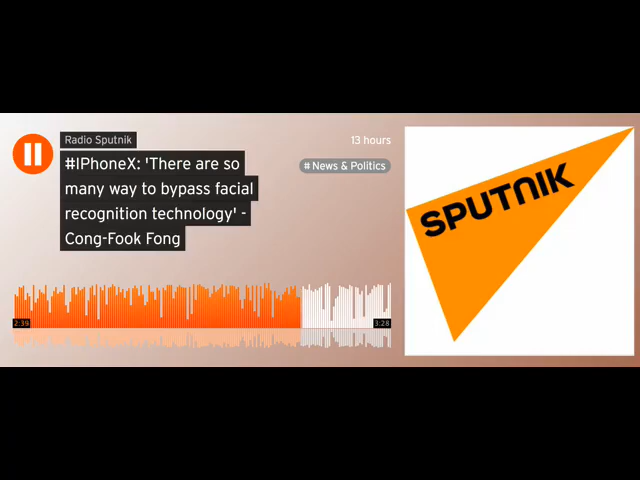 Radio Sputnik
13 hours
#IPhoneX: 'There are so
many way to bypass facial
recognition technology' -
Cong-Fook Fong
# News & Politics
SPUTNIK
2:39
3:28